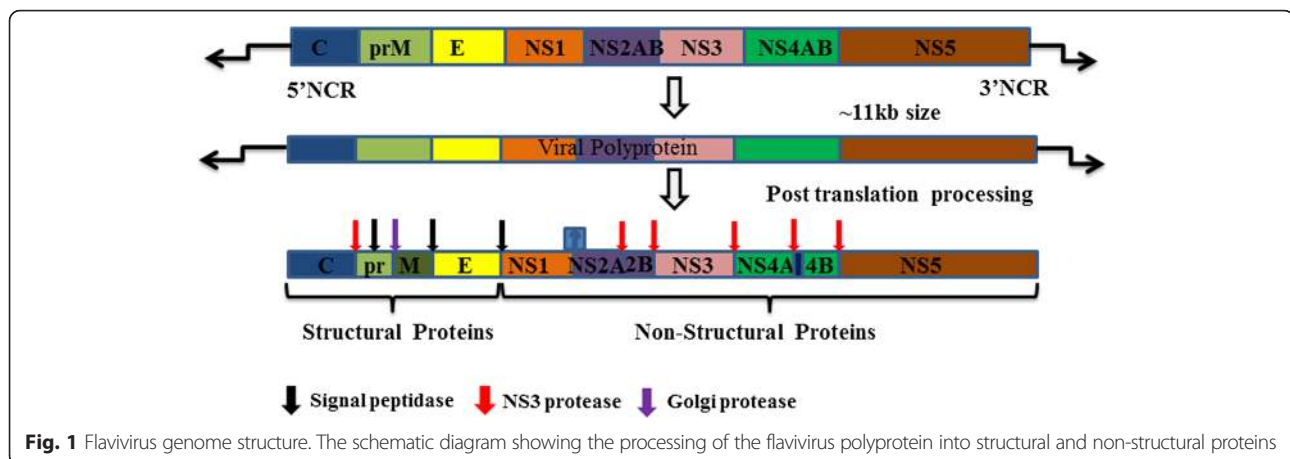 C prM E NS1 NS2AB NS3 NS4AB NS5
5'NCR 3'NCR
~11kb size
Viral Polyprotein
Post translation processing
C pr M E NS1 NS2A2B NS3 NS4A 4B NS5
Structural Proteins Non-Structural Proteins
Signal peptidase NS3 protease Golgi protease
Fig. 1 Flavivirus genome structure. The schematic diagram showing the processing of the flavivirus polyprotein into structural and non-structural proteins